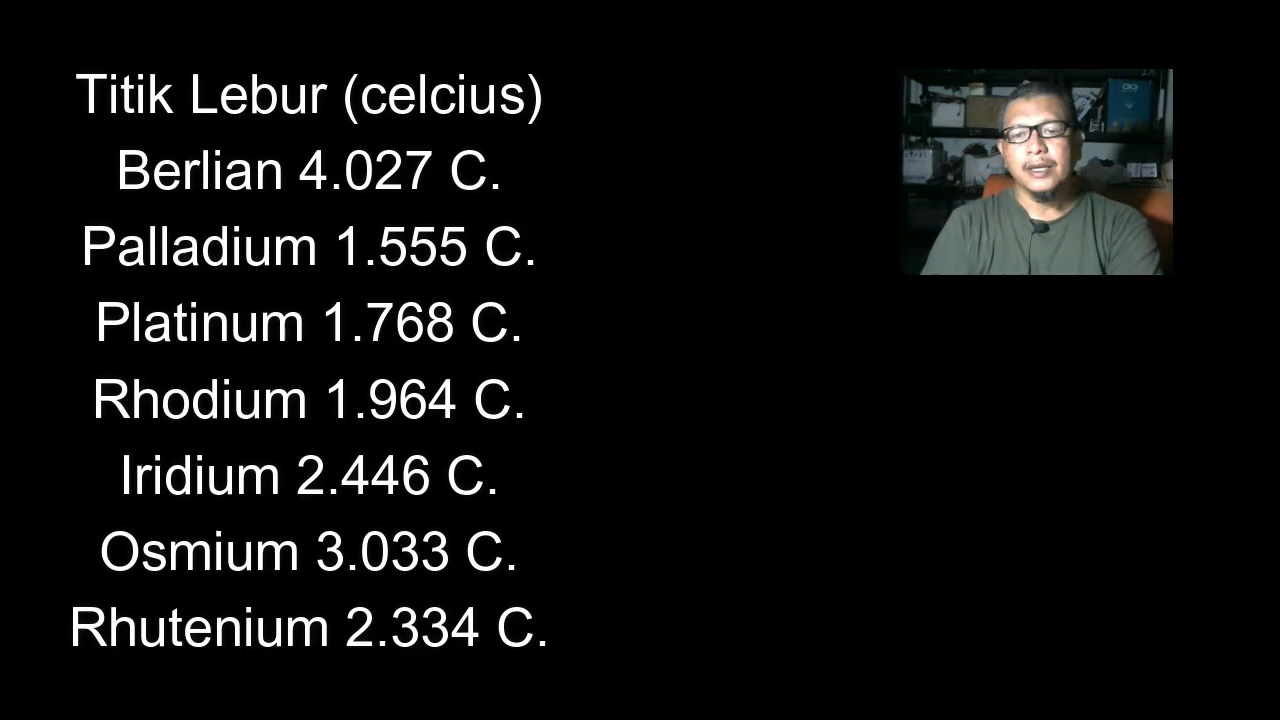 Titik Lebur (celcius)
Berlian 4.027 C.
Palladium 1.555 C.
Platinum 1.768 C.
Rhodium 1.964 C.
Iridium 2.446 C.
Osmium 3.033 C.
Rhutenium 2.334 C.